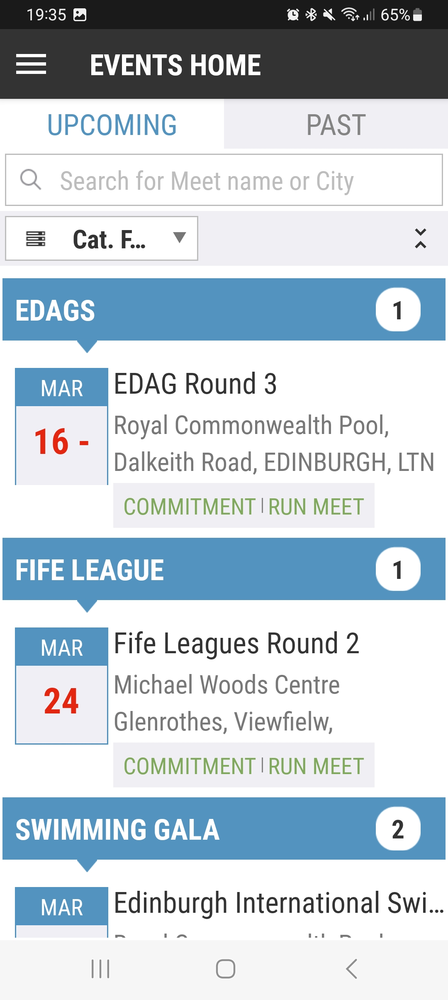 19:35 65%
EVENTS HOME
UPCOMING PAST
Search for Meet name or City
Cat. F...
EDAGS 1
MAR
16 -
EDAG Round 3
Royal Commonwealth Pool,
Dalkeith Road, EDINBURGH, LTN
COMMITMENT | RUN MEET
FIFE LEAGUE 1
MAR
24
Fife Leagues Round 2
Michael Woods Centre
Glenrothes, Viewfielw,
COMMITMENT | RUN MEET
SWIMMING GALA 2
MAR
Edinburgh International Swi...